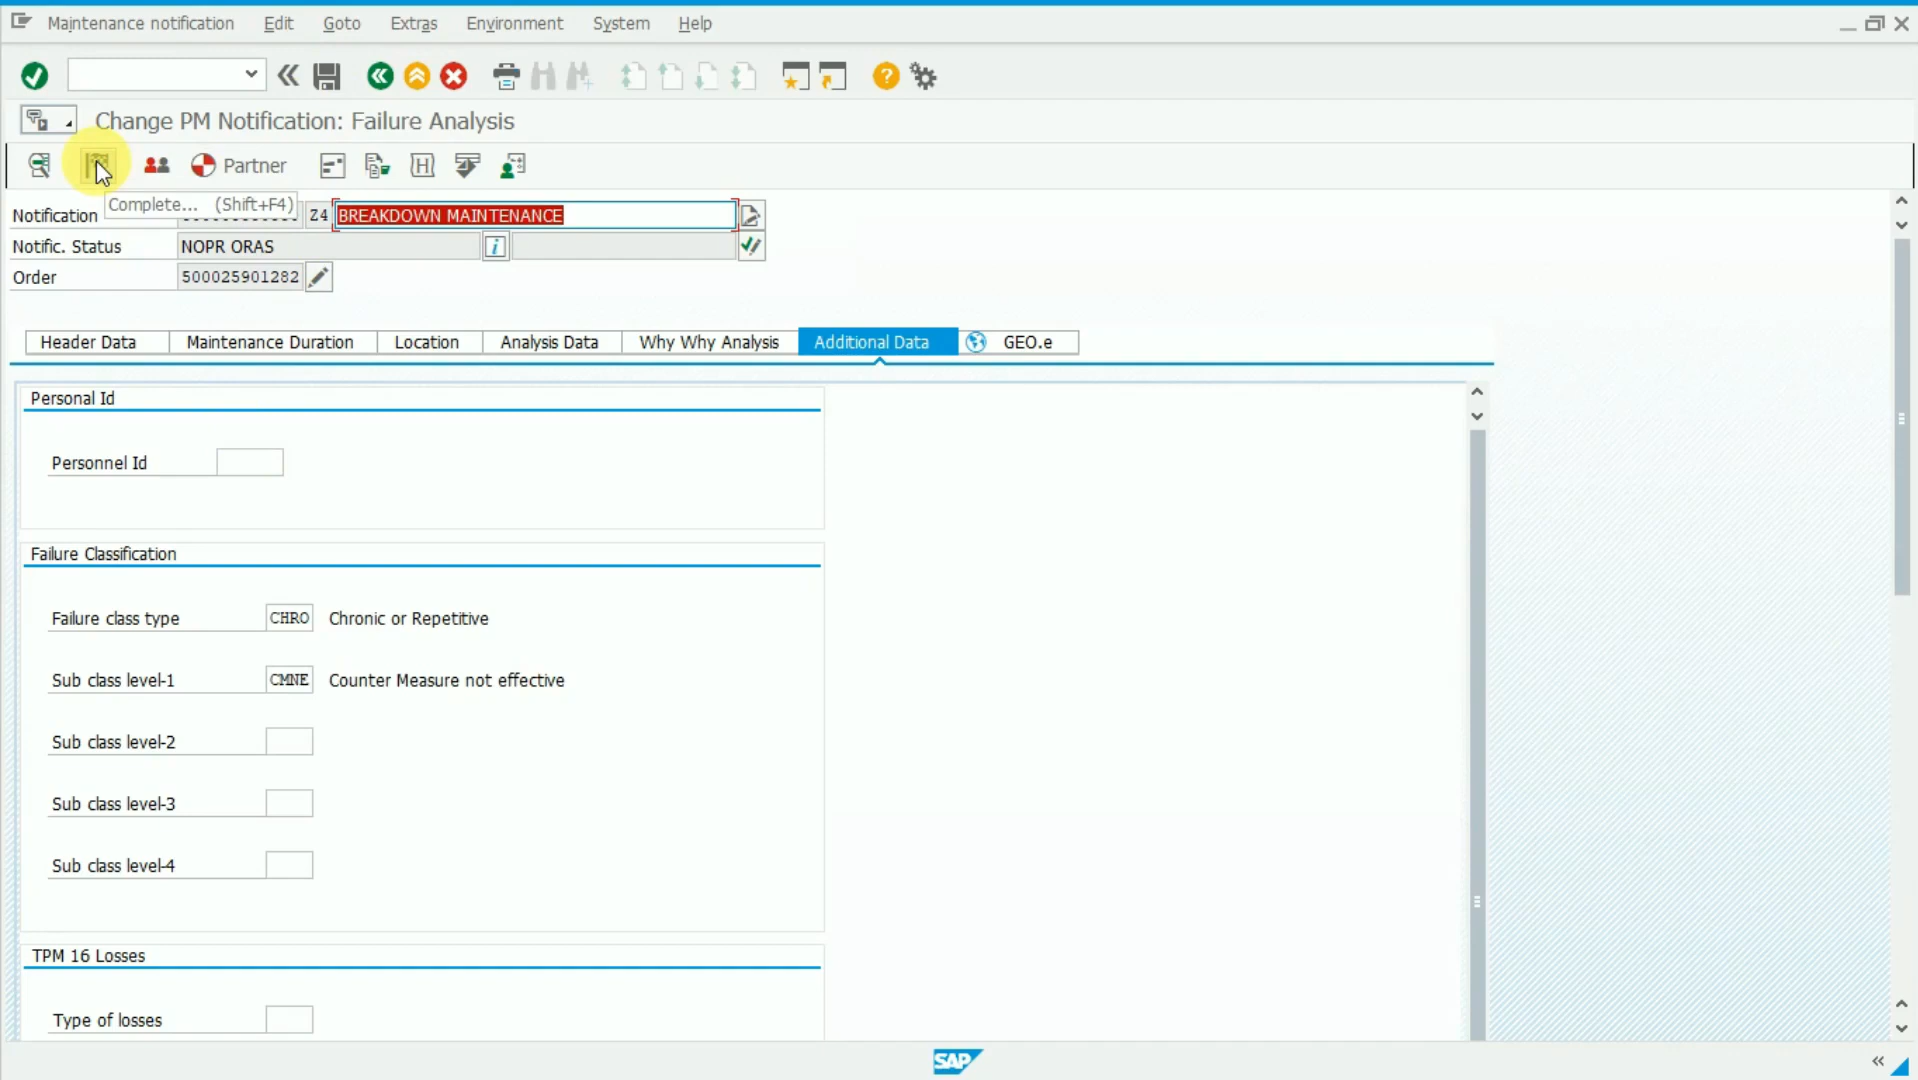 Maintenance notification Edit Goto Extras Environment System Help
Change PM Notification: Failure Analysis
Partner
Complete... (Shift+F4)
Notification Z4 BREAKDOWN MAINTENANCE
Notific. Status NOPR ORAS
Order 500025901282
Header Data Maintenance Duration Location Analysis Data Why Why Analysis Additional Data GEO.e
Personal Id
Personnel Id
Failure Classification
Failure class type CHRO Chronic or Repetitive
Sub class level-1 CMNE Counter Measure not effective
Sub class level-2
Sub class level-3
Sub class level-4
TPM 16 Losses
Type of losses
SAP